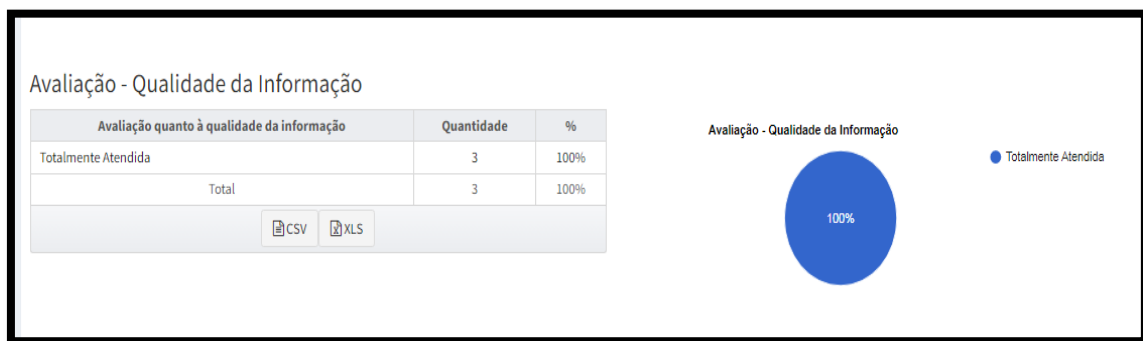 Avaliação - Qualidade da Informação
Avaliação quanto à qualidade da informação Quantidade %
Totalmente Atendida 3 100%
Total 3 100%
CSV XLS
Avaliação - Qualidade da Informação
Totalmente Atendida
100%